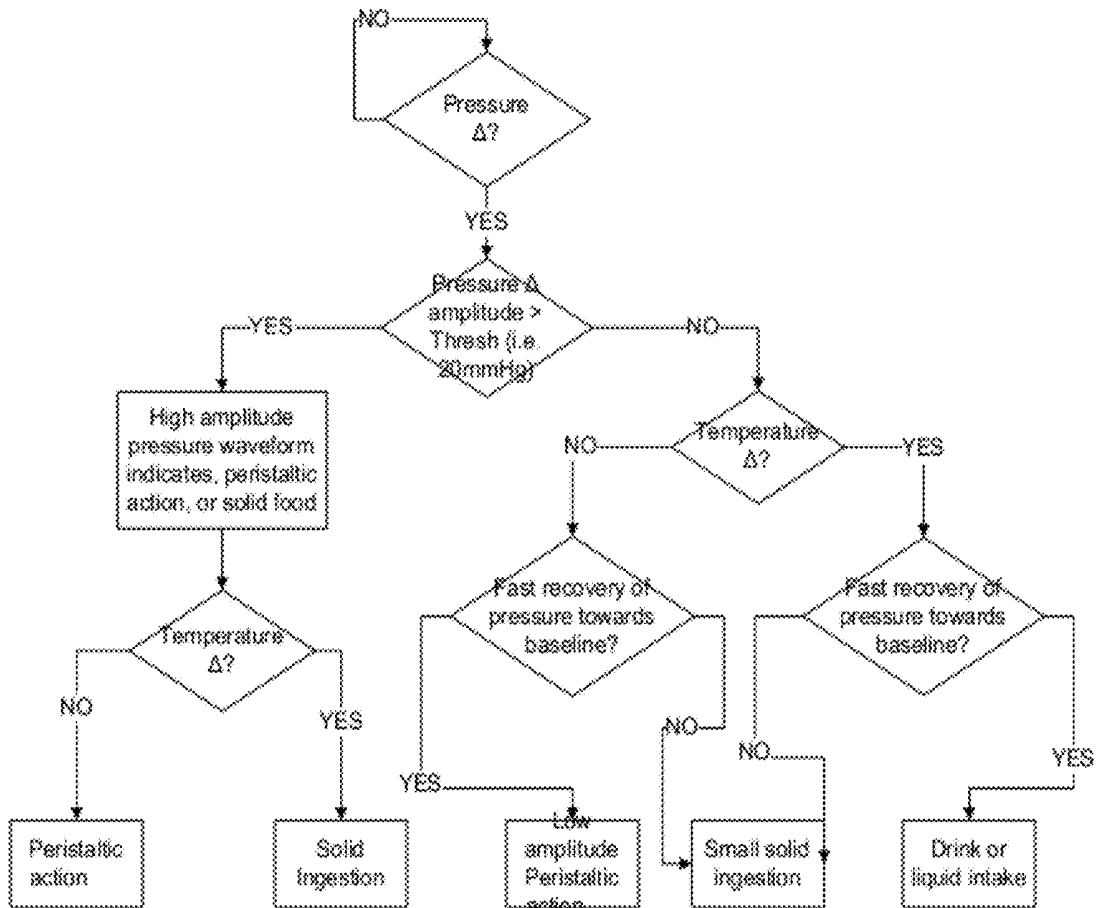 NO
Pressure
Δ?
YES
Pressure Δ
amplitude >
Thresh (i.e.
20mmHg)
YES
NO
High amplitude
pressure waveform
indicates, peristaltic
action, or solid food
Temperature
Δ?
NO
YES
Temperature
Δ?
NO
YES
Fast recovery of
pressure towards
baseline?
Fast recovery of
pressure towards
baseline?
NO
YES
YES
NO
NO
YES
Peristaltic
action
Solid
Ingestion
Low
amplitude
Peristaltic
action
Small solid
ingestion
Drink or
liquid intake